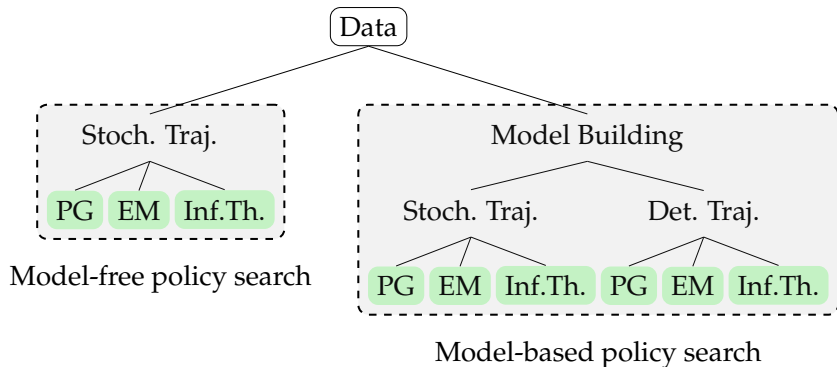 Data
Stoch. Traj.
Model Building
PG EM Inf.Th.
Stoch. Traj. Det. Traj.
Model-free policy search
PG EM Inf.Th. PG EM Inf.Th.
Model-based policy search